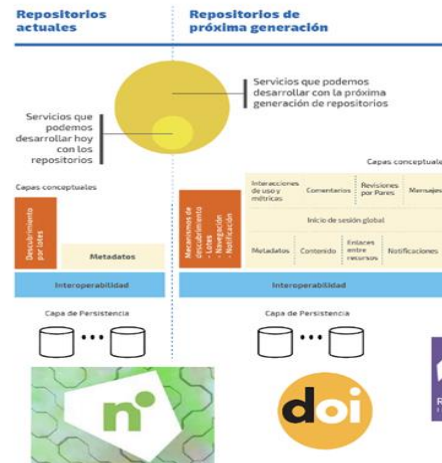 Repositorios
actuales
Repositorios de
próxima generación
Servicios que podemos
desarrollar con la próxima
generación de repositorios
Servicios que
podemos
desarrollar hoy
con los
repositorios
Capas conceptuales
Capas conceptuale
Descubrimiento
por lotes
Metadatos
Mecanismos de
descubrimiento
- Lotes
- Navegación
- Notificación
Interacciones
de uso y
métricas
Comentarios
Revisiones
por Pares
Mensajes
Inicio de sesión global
Metadatos
Contenido
Enlaces
entre
recursos
Notificaciones
Interoperabilidad
Interoperabilidad
Capa de Persistencia
Capa de Persistencia
n
doi
R